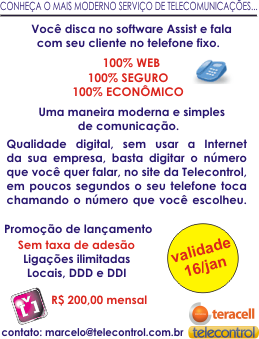 CONHEÇA O MAIS MODERNO SERVIÇO DE TELECOMUNICAÇÕES...
Você disca no software Assist e fala
com seu cliente no telefone fixo.
100% WEB
100% SEGURO
100% ECONÔMICO
Uma maneira moderna e simples
de comunicação.
Qualidade digital, sem usar a Internet
da sua empresa, basta digitar o número
que você quer falar, no site da Telecontrol,
em poucos segundos o seu telefone toca
chamando o número que você escolheu.
Promoção de lançamento
Sem taxa de adesão
Ligações ilimitadas
Locais, DDD e DDI
validade
16/jan
R$ 200,00 mensal
teracell
contato: marcelo@telecontrol.com.br
telecontrol